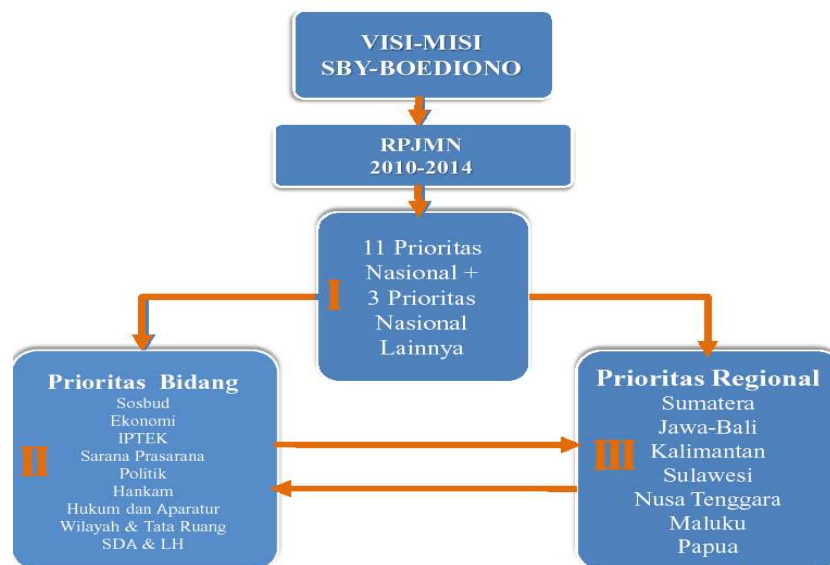 VISI-MISI
SBY-BOEDIONO
RPJMN
2010-2014
I
11 Prioritas
Nasional +
3 Prioritas
Nasional
Lainnya
II
Prioritas Bidang
Sosbud
Ekonomi
IPTEK
Sarana Prasarana
Politik
Hankam
Hukum dan Aparatur
Wilayah & Tata Ruang
SDA & LH
III
Prioritas Regional
Sumatera
Jawa-Bali
Kalimantan
Sulawesi
Nusa Tenggara
Maluku
Papua